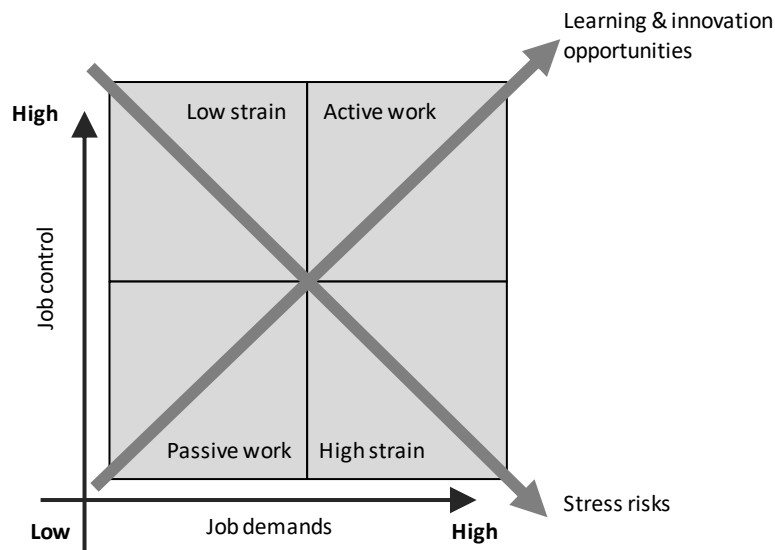 Learning & innovation
opportunities
High
Low strain
Active work
Job control
Passive work
High strain
Stress risks
Low
Job demands
High